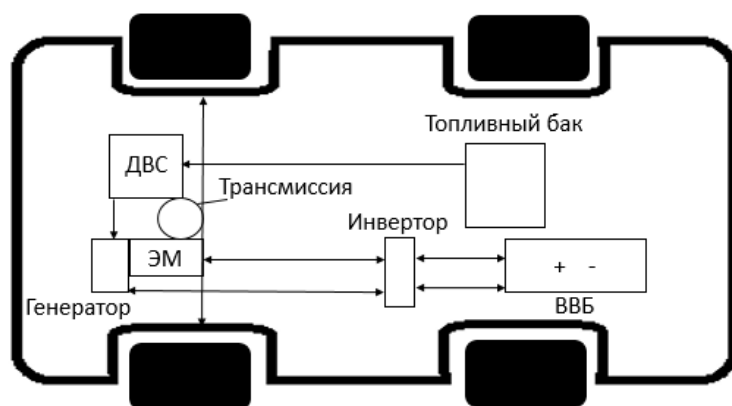 Топливный бак
ДВС
Трансмиссия
Инвертор
ЭМ
+ -
Генератор
ВВБ